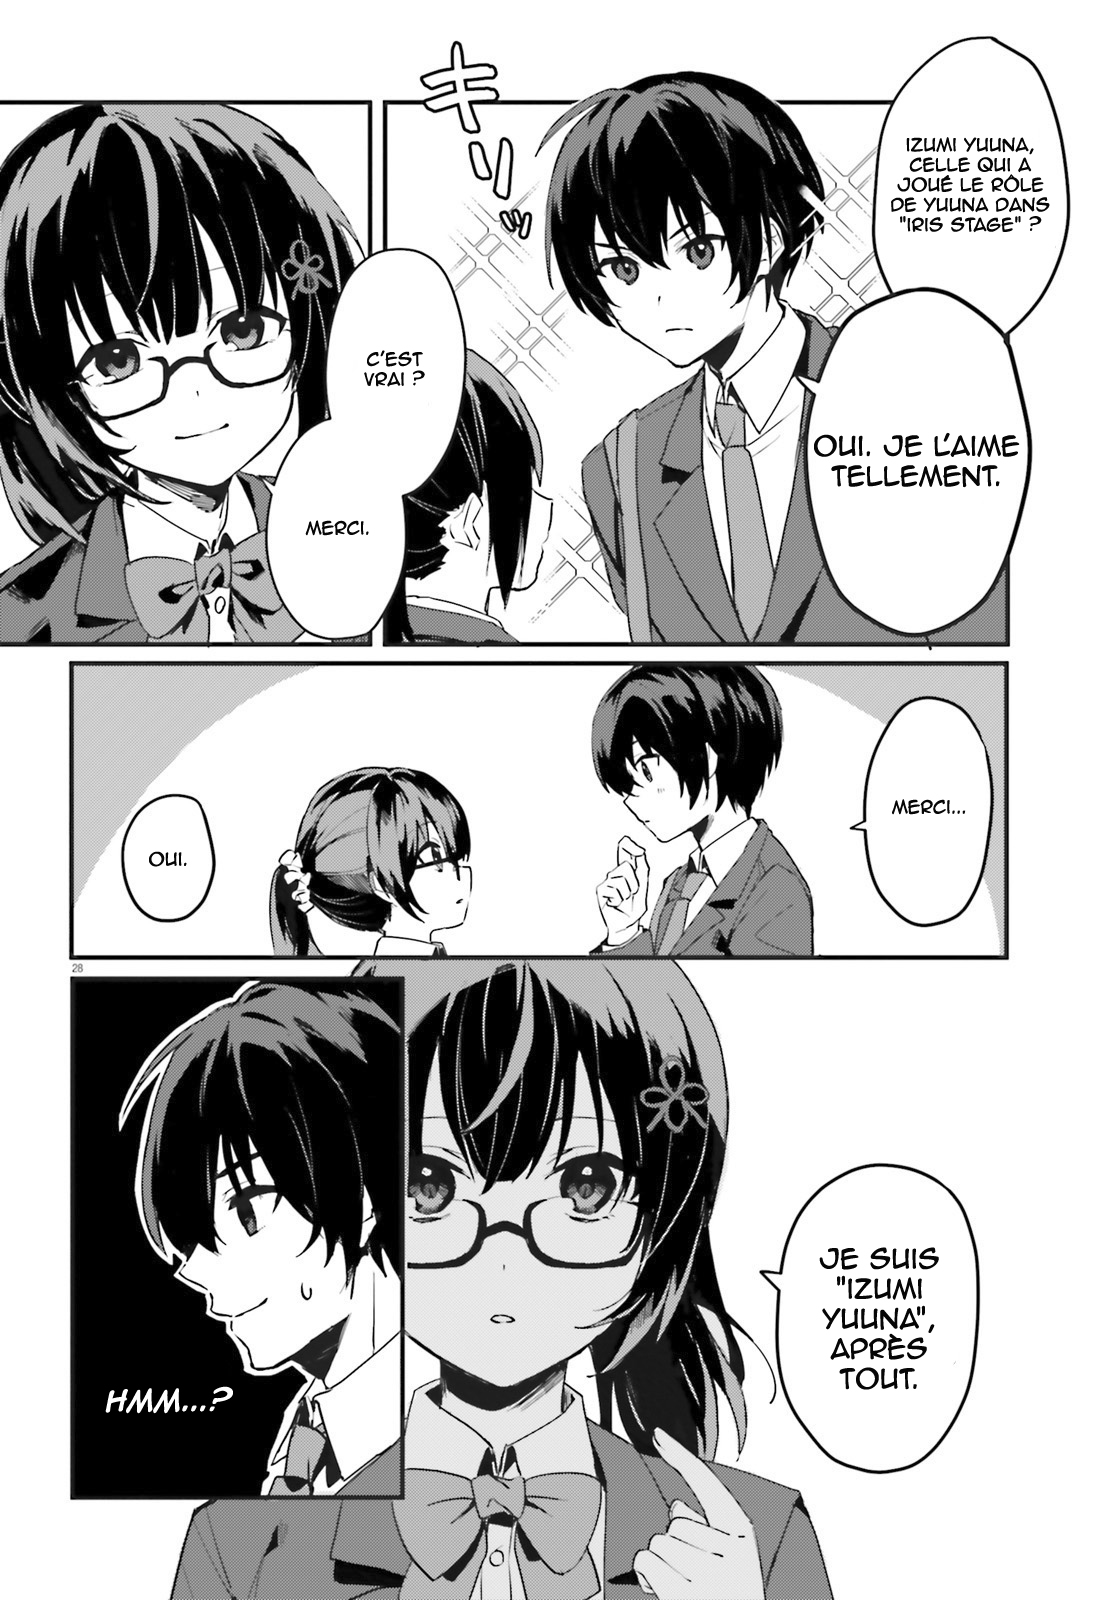 IZUMI YUUNA,
CELLE QUI A
JOUÉ LE RÔLE
DE YUUNA DANS
"IRIS STAGE" ?
OUI. JE L'AIME
TELLEMENT.
キリッ
C'EST
VRAI ?
MERCI.
MERCI...
OUI.
28
JE SUIS
"IZUMI
YUUNA",
APRÈS
TOUT.
HMM...?